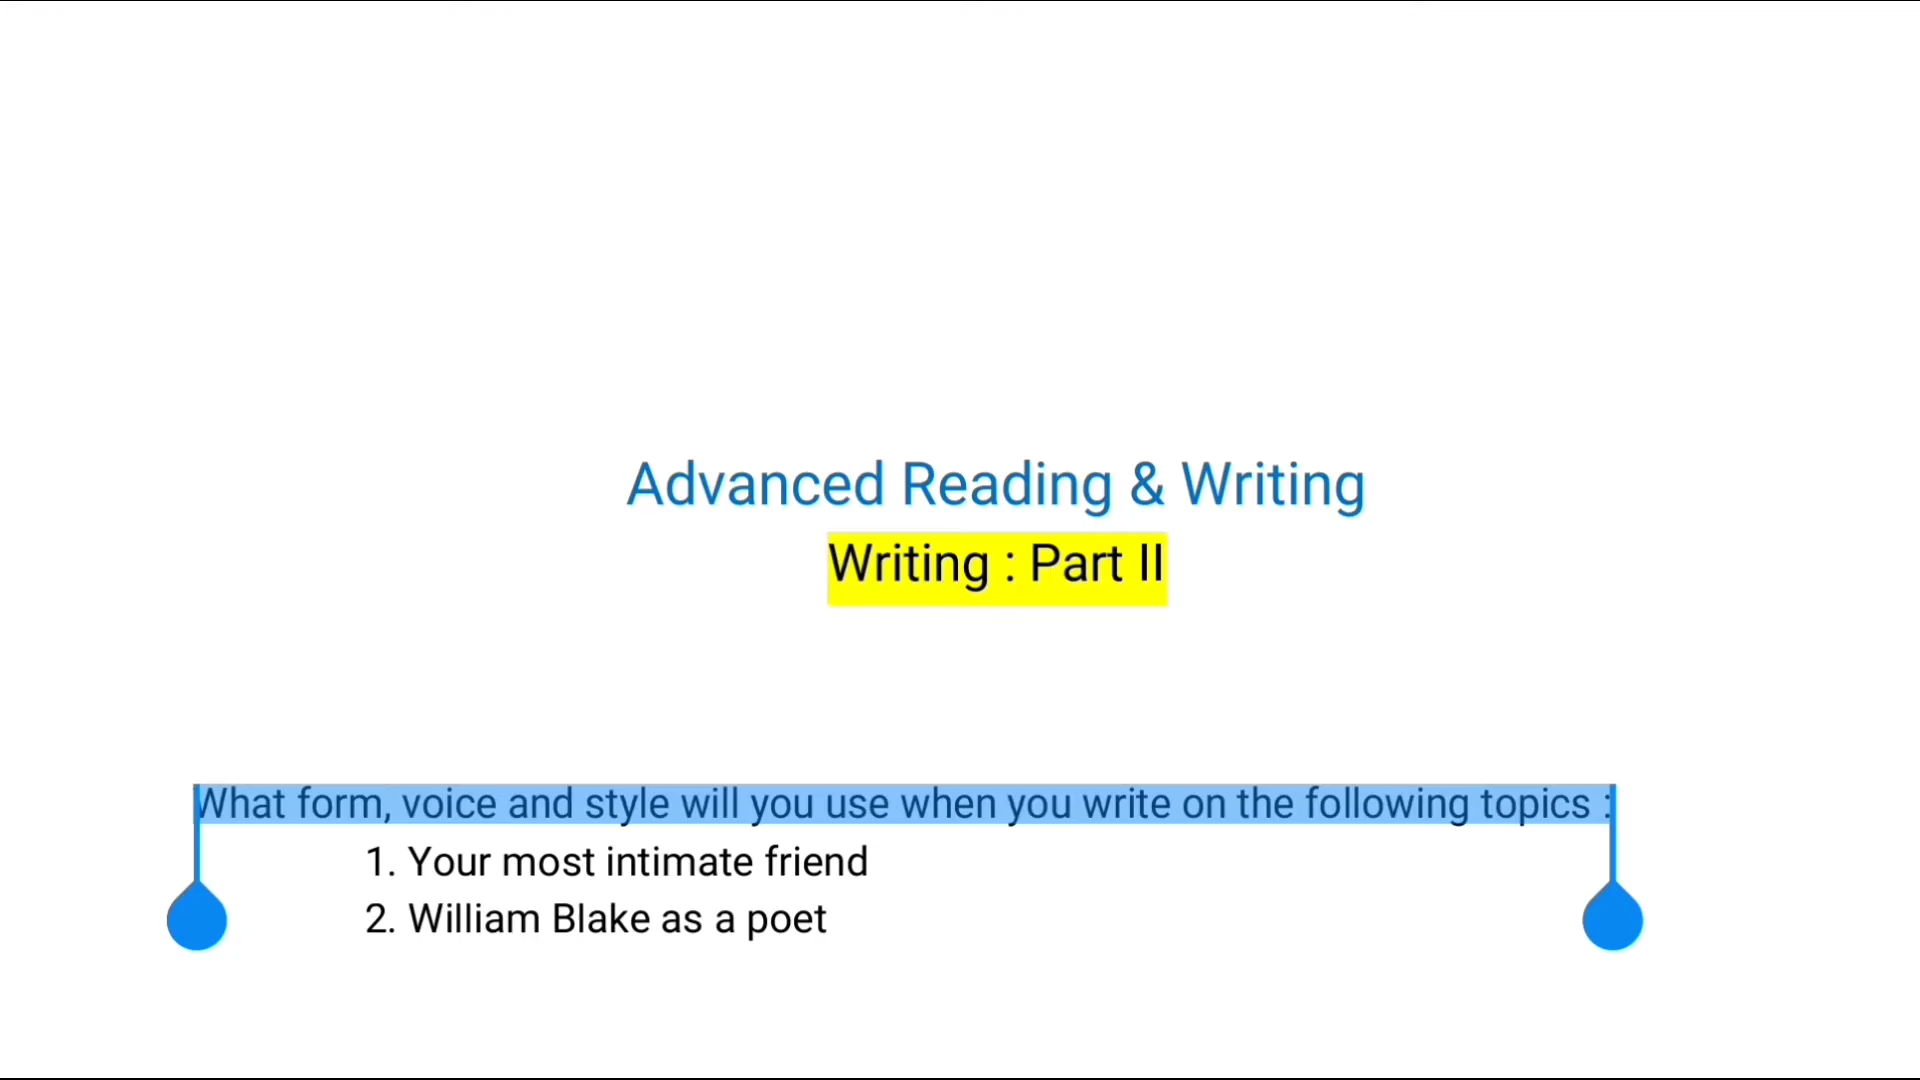 Advanced Reading & Writing
Writing : Part II
What form, voice and style will you use when you write on the following topics :
1. Your most intimate friend
2. William Blake as a poet